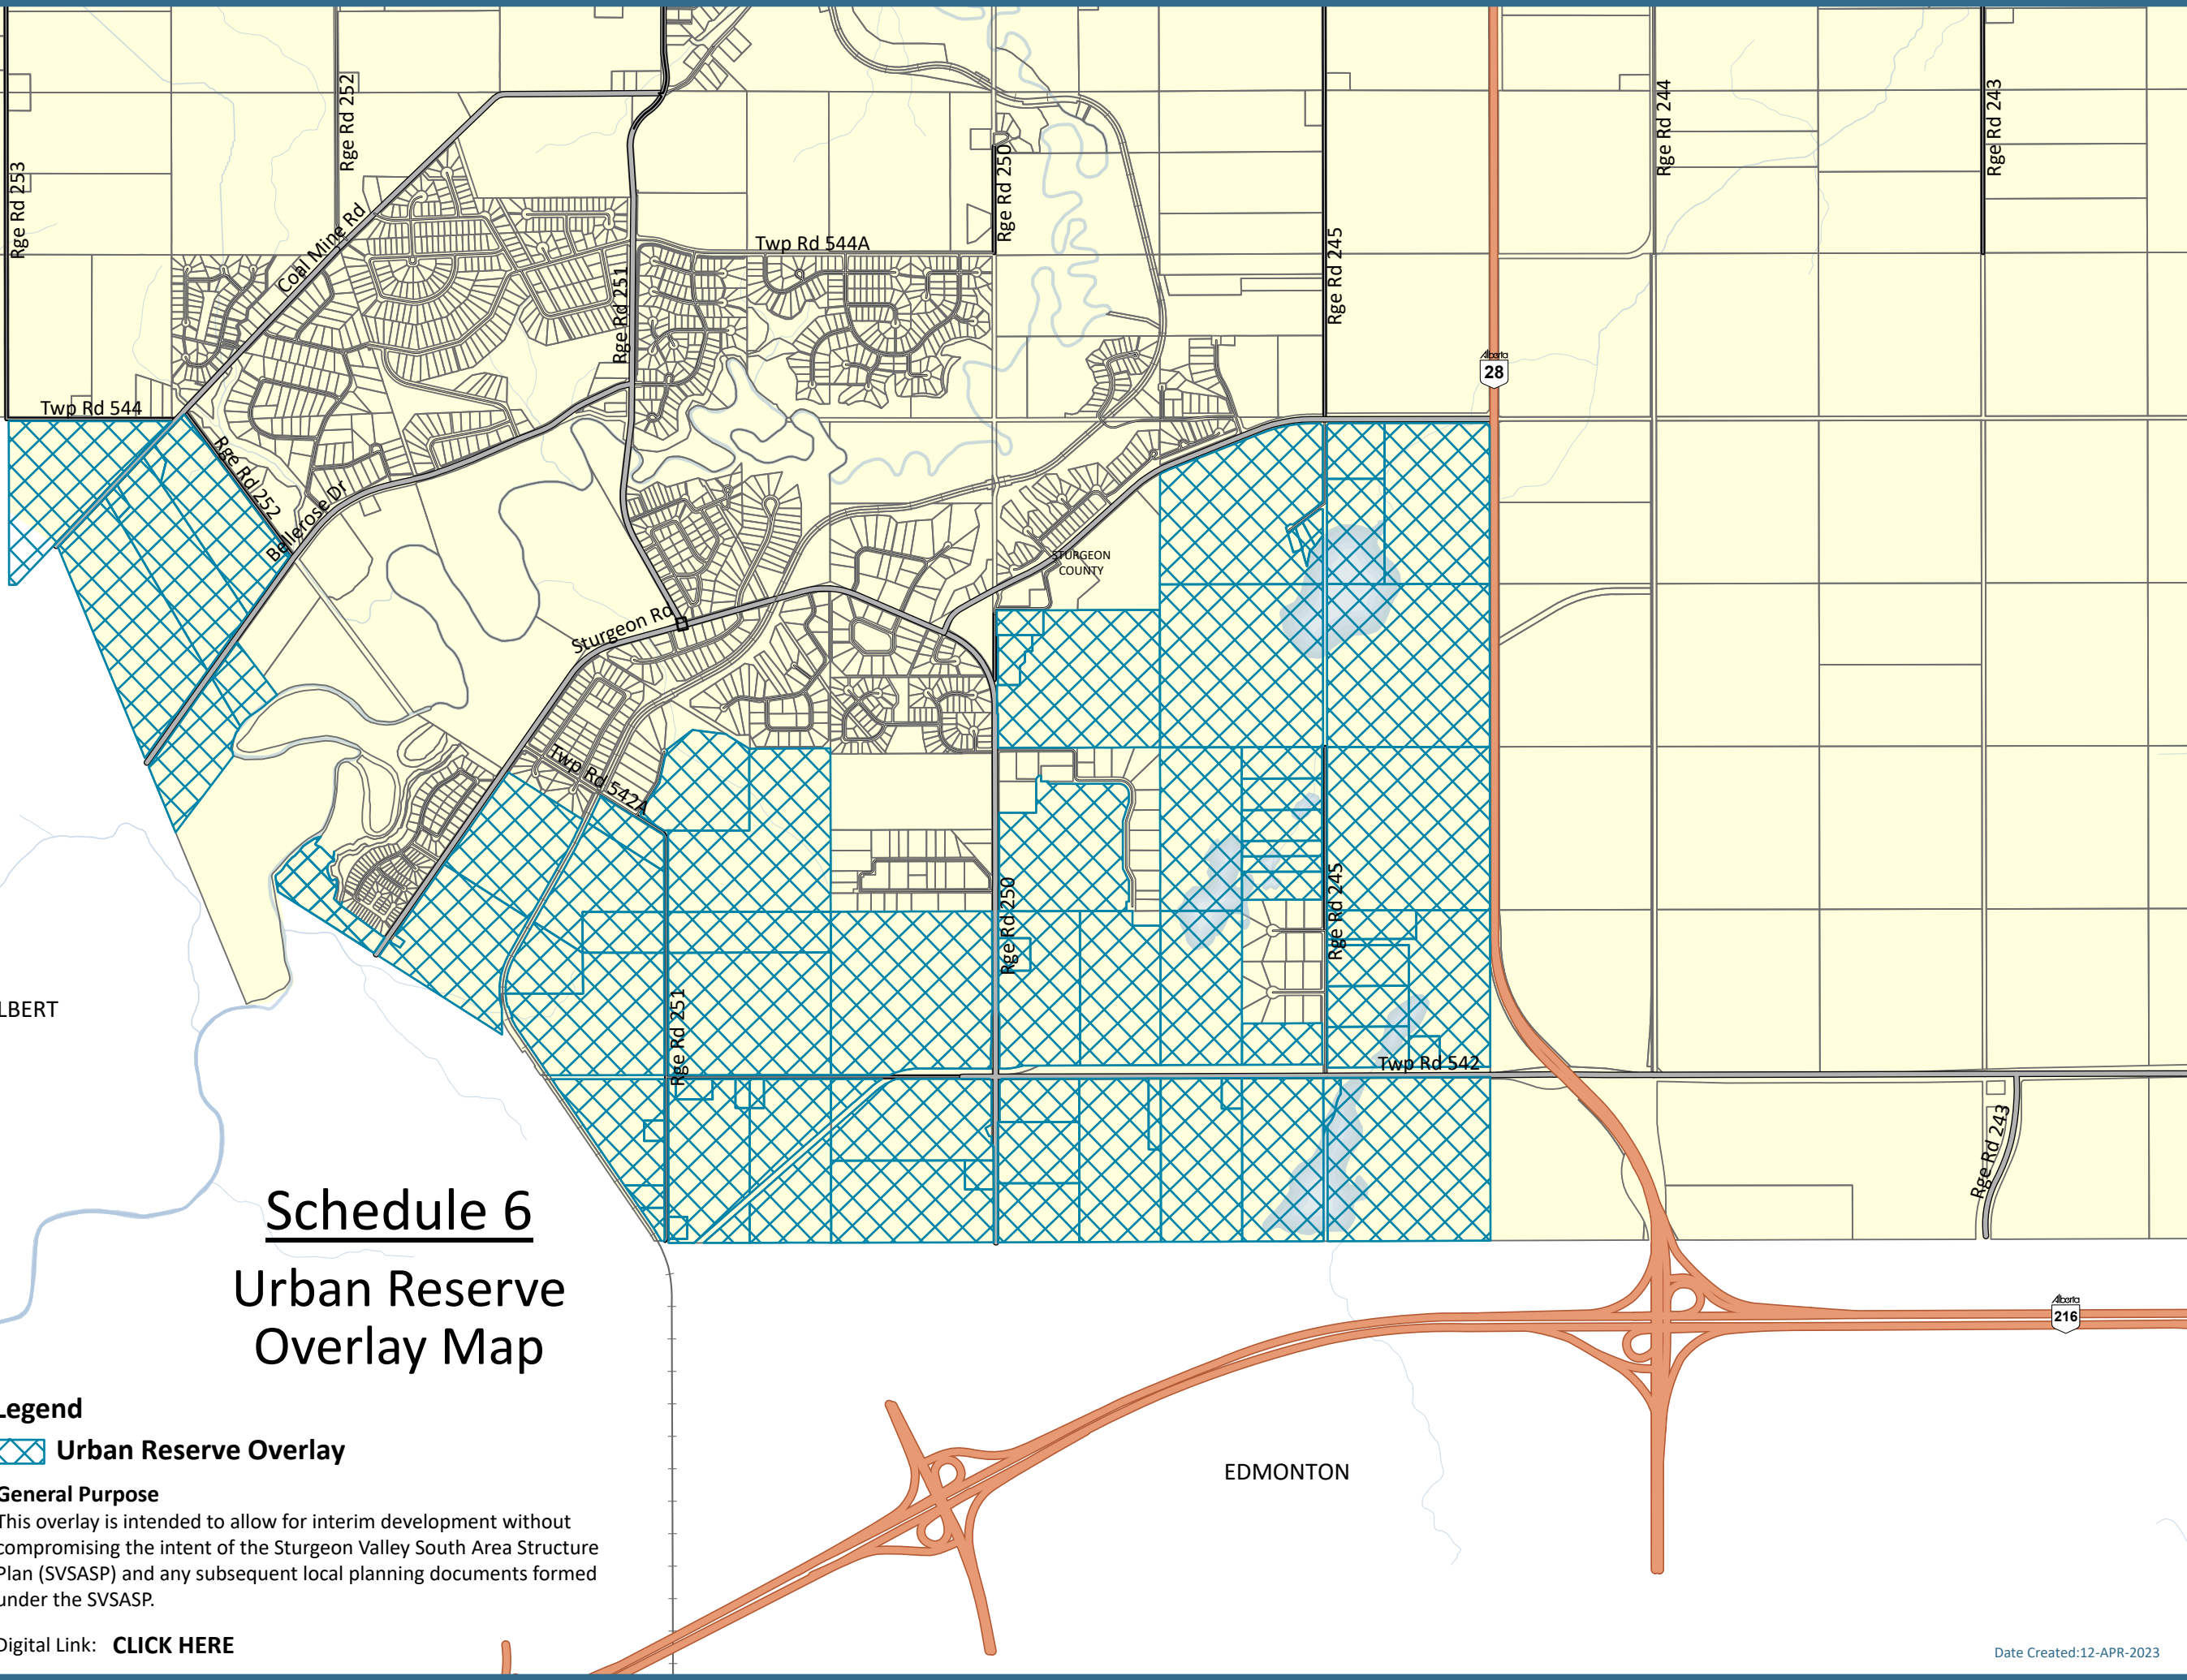 Rge Rd 253
Rge Rd 252
Coal Mine Rd
Rge Rd 251
Twp Rd 544A
Rge Rd 250
Rge Rd 245
Alberta
28
Rge Rd 244
Rge Rd 243
Twp Rd 544
Rge Rd 252
Bellerose Dr
STURGEON
COUNTY
Sturgeon Rd
Twp Rd 542A
Rge Rd 250
Rge Rd 245
Rge Rd 251
Twp Rd 542
Rge Rd 243
LBERT
Schedule 6
Urban Reserve
Overlay Map
Alberta
216
EDMONTON
Legend
Urban Reserve Overlay
General Purpose
This overlay is intended to allow for interim development without
compromising the intent of the Sturgeon Valley South Area Structure
Plan (SVSASP) and any subsequent local planning documents formed
under the SVSASP.
Digital Link: CLICK HERE
Date Created:12-APR-2023